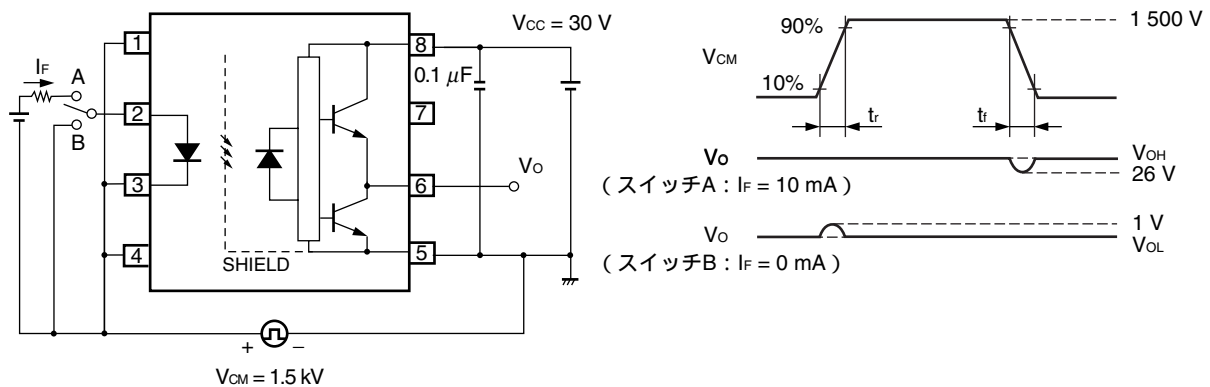 VCC = 30 V
1
8
IF
A
0.1 μF
2
7
B
3
6
VO
4
5
SHIELD
+ −
VCM = 1.5 kV
90%
1 500 V
VCM
10%
tr
tf
VO
VOH
26 V
(スイッチA:IF = 10 mA)
1 V
VO
VOL
(スイッチB:IF = 0 mA)